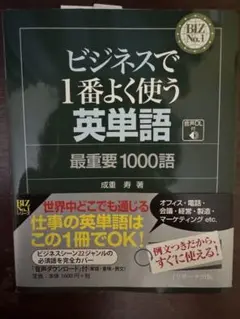 BIZ
No.1
ビジネスで
1番よく使う
英単語
音声DL
付
最重要1000語
成重 寿 著
BIZ
No.1
世界中どこでも通じる
仕事の英単語は
この1冊でOK!
ビジネスシーン22ジャンルの
必須語を完全カバー
オフィス・電話・
会議・経営・製造・
マーケティング etc.
例文つきだから、
すぐに使える!